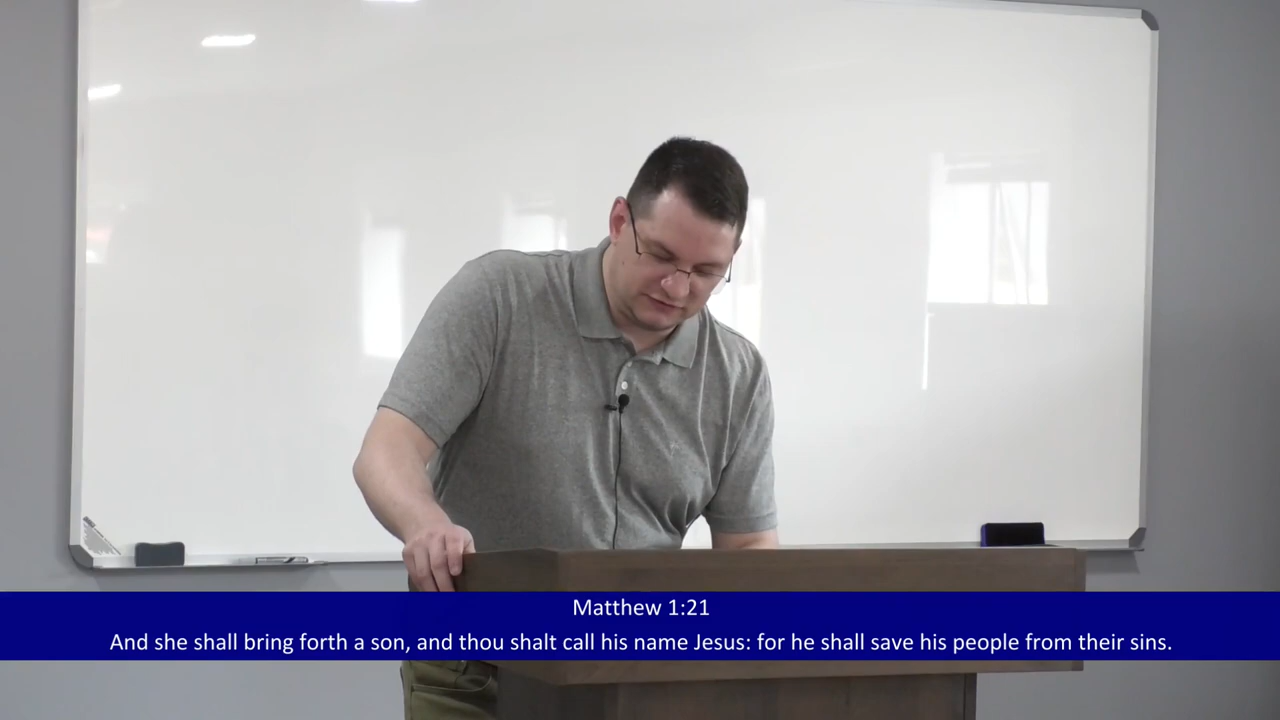 Matthew 1:21
And she shall bring forth a son, and thou shalt call his name Jesus: for he shall save his people from their sins.